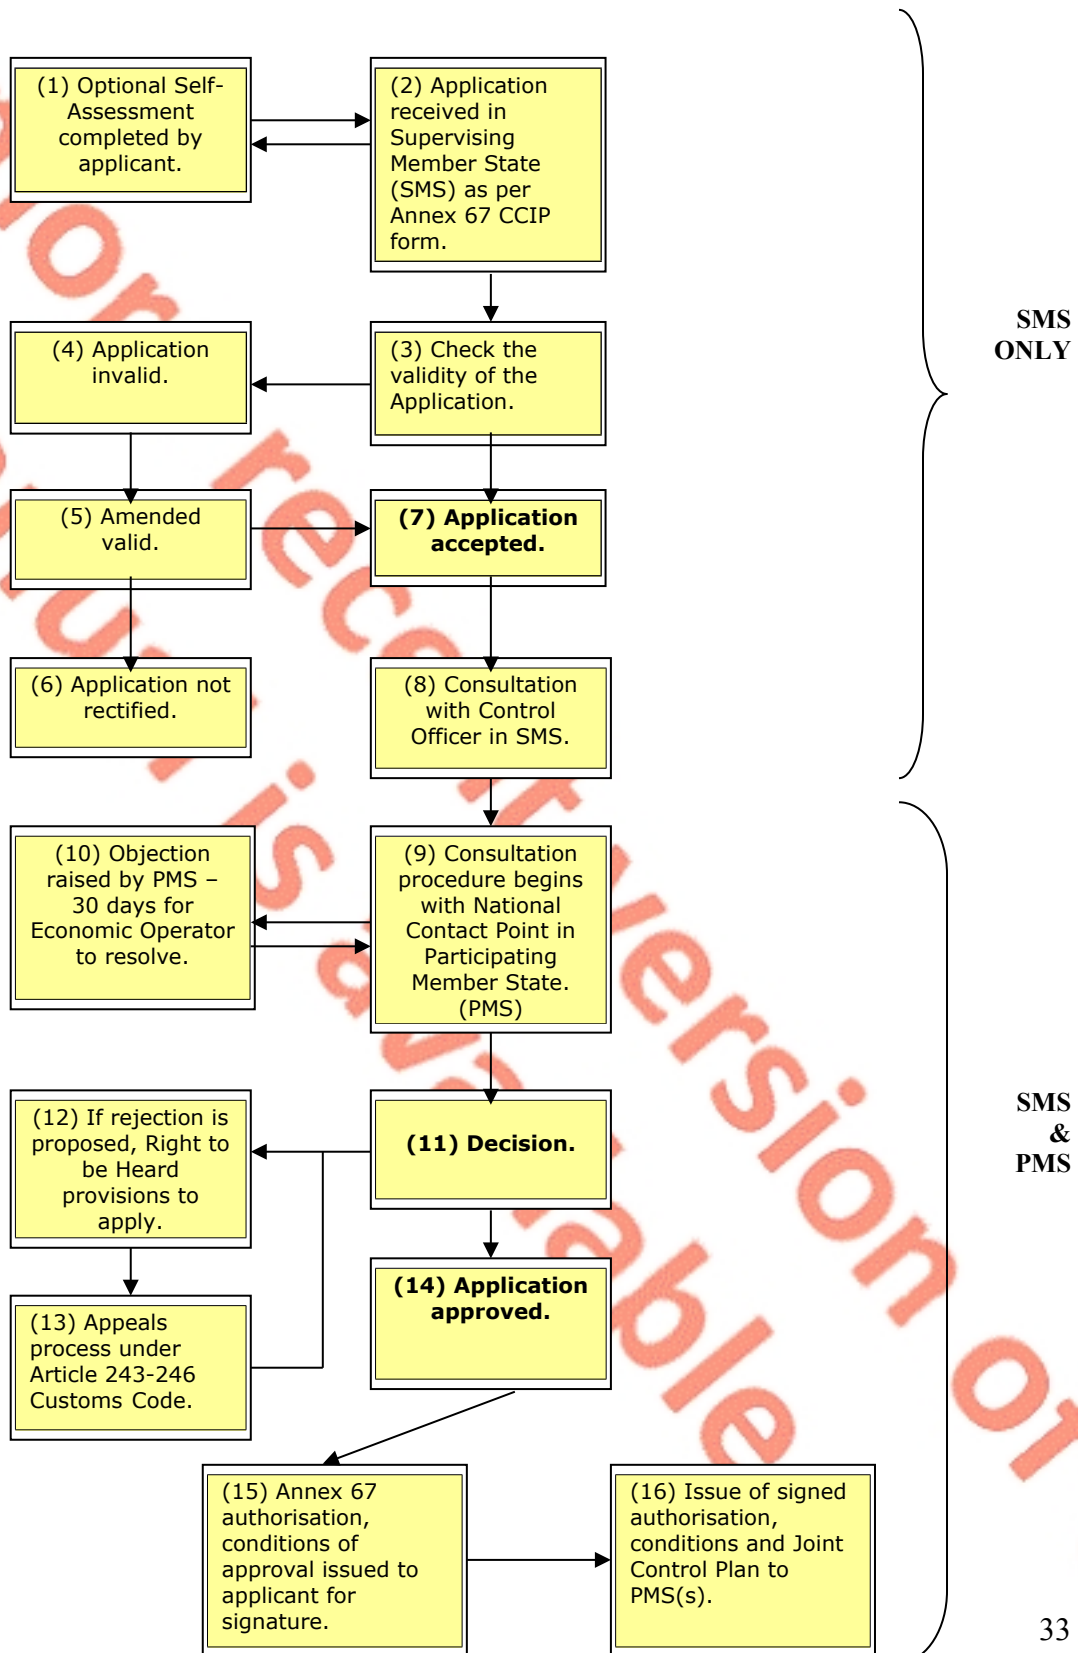 (1) Optional Self-
Assessment
completed by
applicant.
(2) Application
received in
Supervising
Member State
(SMS) as per
Annex 67 CCIP
form.
SMS
ONLY
(4) Application
invalid.
(3) Check the
validity of the
Application.
(5) Amended
valid.
(7) Application
accepted.
(6) Application not
rectified.
(8) Consultation
with Control
Officer in SMS.
(10) Objection
raised by PMS –
30 days for
Economic Operator
to resolve.
(9) Consultation
procedure begins
with National
Contact Point in
Participating
Member State.
(PMS)
SMS
&
PMS
(12) If rejection is
proposed, Right to
be Heard
provisions to
apply.
(11) Decision.
(13) Appeals
process under
Article 243-246
Customs Code.
(14) Application
approved.
(15) Annex 67
authorisation,
conditions of
approval issued to
applicant for
signature.
(16) Issue of signed
authorisation,
conditions and Joint
Control Plan to
PMS(s).
33
recent version of
is available